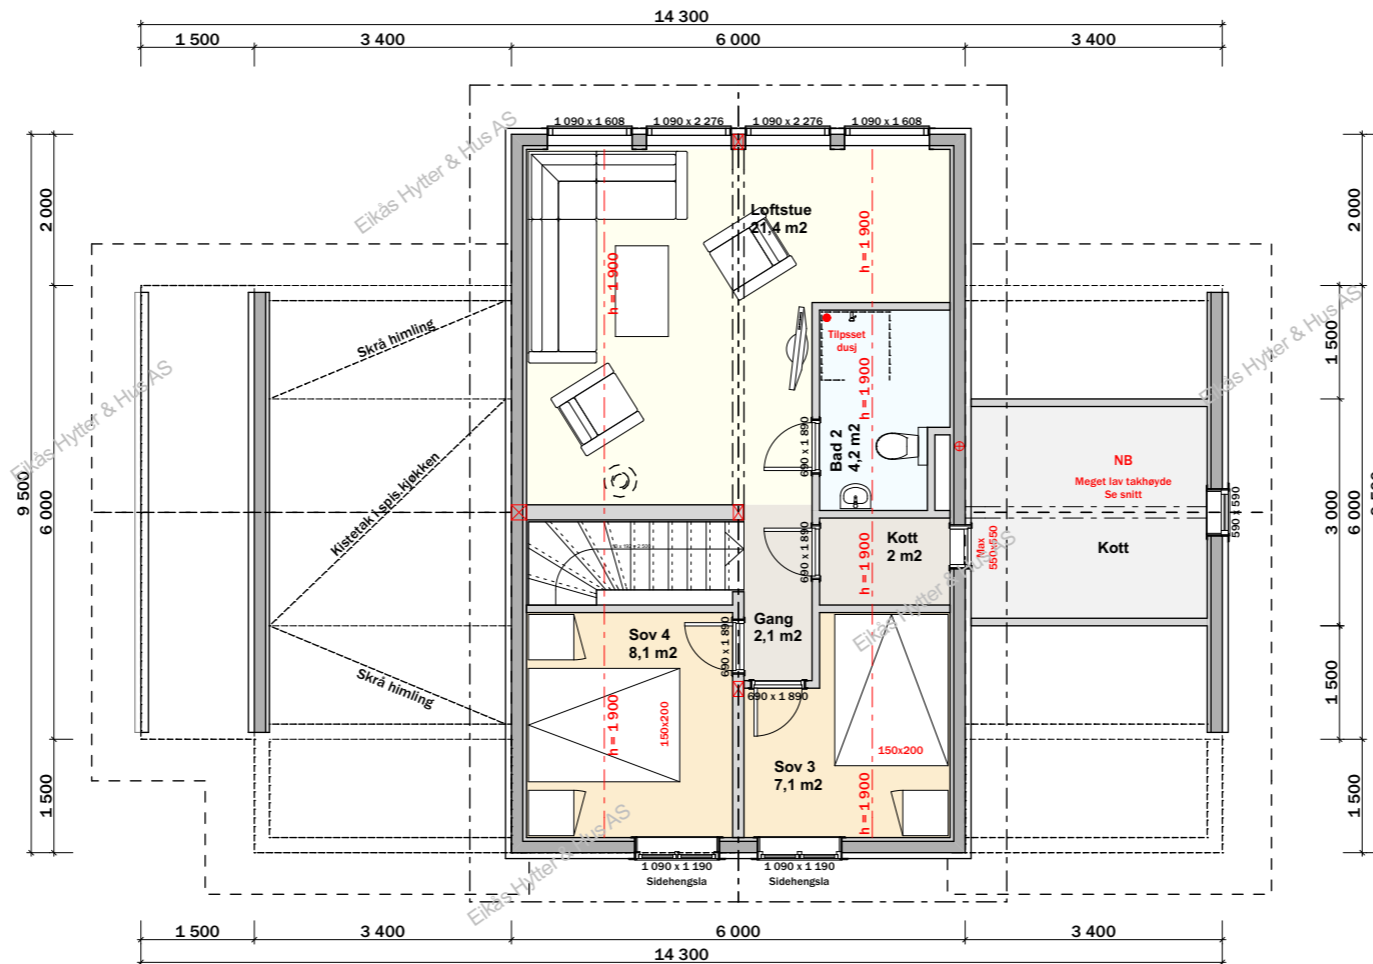 14 300
1 500
3 400
6 000
3 400
1 090 x 1 608
1 090 x 2 276
1 090 x 2 276
1 090 x 1 608
Eikås Hytter & Hus AS
2 000
2 000
Loftstue
21,4 m2
h = 1 900
h = 1 900
Skrå himling
Tilpsset
dusj
1 500
Eikås Hytter & Hus AS
Eikås Hytter & Hus AS
h = 1 900
690 x 1 890
Bad 2
4,2 m2
NB
Meget lav takhøyde
Se snitt
Kistetak i spis.kjøkken
9 500
6 000
590 x 590
3 000
6 000
Kott
2 m2
690 x 1 890
h = 1 900
Max
550x550
Kott
Eikås Hytter & Hus AS
Gang
2,1 m2
Sov 4
8,1 m2
690 x 1 890
Skrå himling
690 x 1 890
h = 1 900
150x200
150x200
1 500
Sov 3
7,1 m2
h = 1 900
1 500
1 500
Eikås Hytter & Hus AS
1 090 x 1 190
Sidehengsla
1 090 x 1 190
Sidehengsla
1 500
3 400
6 000
3 400
14 300